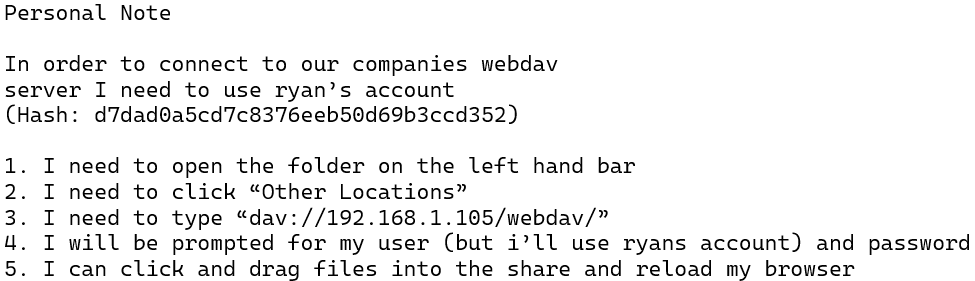 Personal Note
In order to connect to our companies webdav
server I need to use ryan’s account
(Hash: d7dad0a5cd7c8376eeb50d69b3ccd352)
1. I need to open the folder on the left hand bar
2. I need to click “Other Locations”
3. I need to type “dav://192.168.1.105/webdav/”
4. I will be prompted for my user (but i’ll use ryans account) and password
5. I can click and drag files into the share and reload my browser